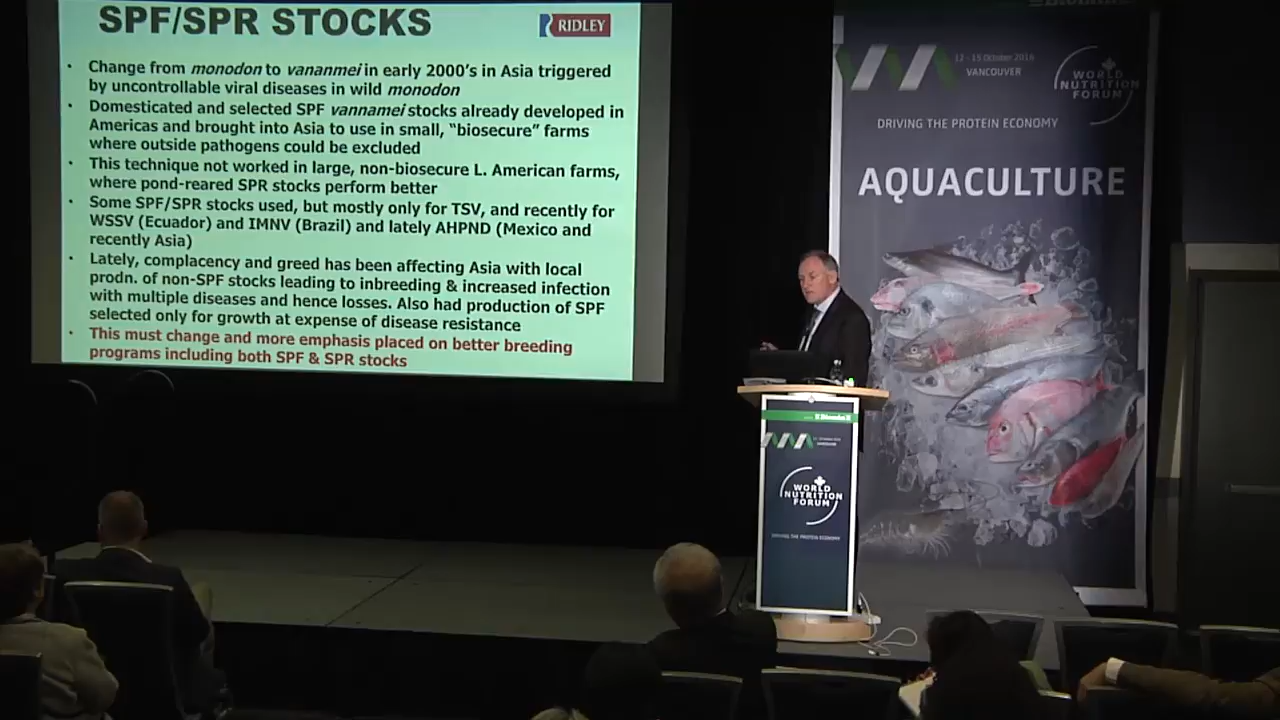 SPF/SPR STOCKS
RIDLEY
• Change from monodon to vananmei in early 2000's in Asia triggered
by uncontrollable viral diseases in wild monodon
• Domesticated and selected SPF vannamei stocks already developed in
Americas and brought into Asia to use in small, "biosecure" farms
where outside pathogens could be excluded
• This technique not worked in large, non-biosecure L. American farms,
where pond-reared SPR stocks perform better
• Some SPF/SPR stocks used, but mostly only for TSV, and recently for
WSSV (Ecuador) and IMNV (Brazil) and lately AHPND (Mexico and
recently Asia)
• Lately, complacency and greed has been affecting Asia with local
prodn. of non-SPF stocks leading to inbreeding & increased infection
with multiple diseases and hence losses. Also had production of SPF
selected only for growth at expense of disease resistance
• This must change and more emphasis placed on better breeding
programs including both SPF & SPR stocks
12 - 15 October 2016
VANCOUVER
WORLD
NUTRITION
FORUM
DRIVING THE PROTEIN ECONOMY
AQUACULTURE
VANCOUVER
WORLD
NUTRITION
FORUM
DRIVING THE PROTEIN ECONOMY